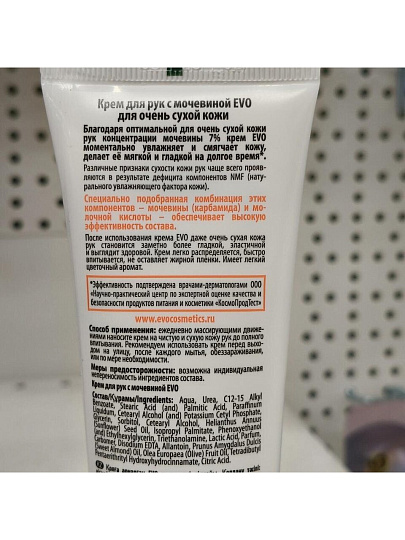 Крем для рук с мочевиной EVO
для очень сухой кожи
Благодаря оптимальной для очень сухой кожи
рук концентрации мочевины 7% крем EVO
моментально увлажняет и смягчает кожу,
делает её мягкой и гладкой на долгое время*.
Различные признаки сухости кожи рук чаще всего прояв-
ляются в результате дефицита компонентов NMF (нату-
рального увлажняющего фактора кожи).
Специально подобранная комбинация этих
компонентов – мочевины (карбамида) и мо-
лочной кислоты – обеспечивает высокую
эффективность состава.
После использования крема EVO даже очень сухая кожа
рук становится заметно более гладкой, эластичной
и выглядит здоровой. Крем легко распределяется, быстро
впитывается, не оставляет жирной плёнки. Имеет легкий
цветочный аромат.
*Эффективность подтверждена врачами-дерматологами ООО
«Научно-практический центр по экспертной оценке качества и
безопасности продуктов питания и косметики «КосмоПродТест»
www.evocosmetics.ru
Способ применения: ежедневно массирующими движе-
ниями наносите крем на чистую и сухую кожу рук до полного
впитывания. Рекомендуем использовать крем перед выхо-
дом на улицу, после каждого мытья, обеззараживания,
или по мере необходимости.
Меры предосторожности: возможна индивидуальная
непереносимость ингредиентов состава.
Крем для рук с мочевиной EVO
Состав/Құрамы/Ingredients: Aqua, Urea, C12-15 Alkyl
Benzoate, Stearic Acid (and) Palmitic Acid, Paraffinum
Liquidum, Cetearyl Alcohol (and) Potassium Cetyl Phosphate,
Glycerin, Sorbitol, Cetearyl Alcohol, Helianthus Annuus
(Sunflower) Seed Oil, Isopropyl Palmitate, Phenoxyethanol
(and) Ethylhexylglycerin, Triethanolamine, Lactic Acid, Parfum,
Carbomer, Disodium EDTA, Allantoin, Prunus Amygdalus Dulcis
(Sweet Almond) Oil, Olea Europaea (Olive) Fruit Oil, Tetradibutyl
Pentaerithrityl Hydroxyhydrocinnamate, Citric Acid.